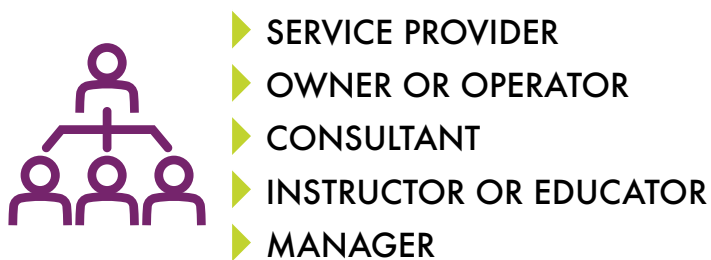 SERVICE PROVIDER
OWNER OR OPERATOR
CONSULTANT
INSTRUCTOR OR EDUCATOR
MANAGER